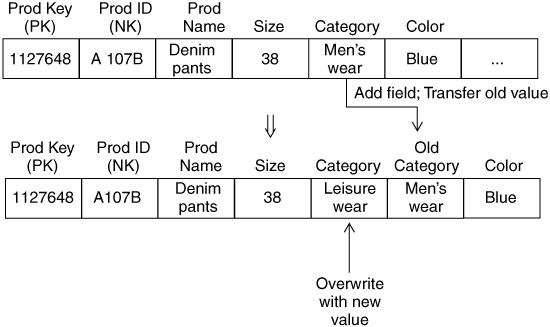 Prod Key Prod ID Prod
(PK) (NK) Name Size Category Color
1127648 A 107B Denim pants 38 Men's wear Blue ...
Add field; Transfer old value
Prod Key Prod ID Prod Old
(PK) (NK) Name Size Category Category Color
1127648 A107B Denim pants 38 Leisure wear Men's wear Blue
Overwrite
with new
value